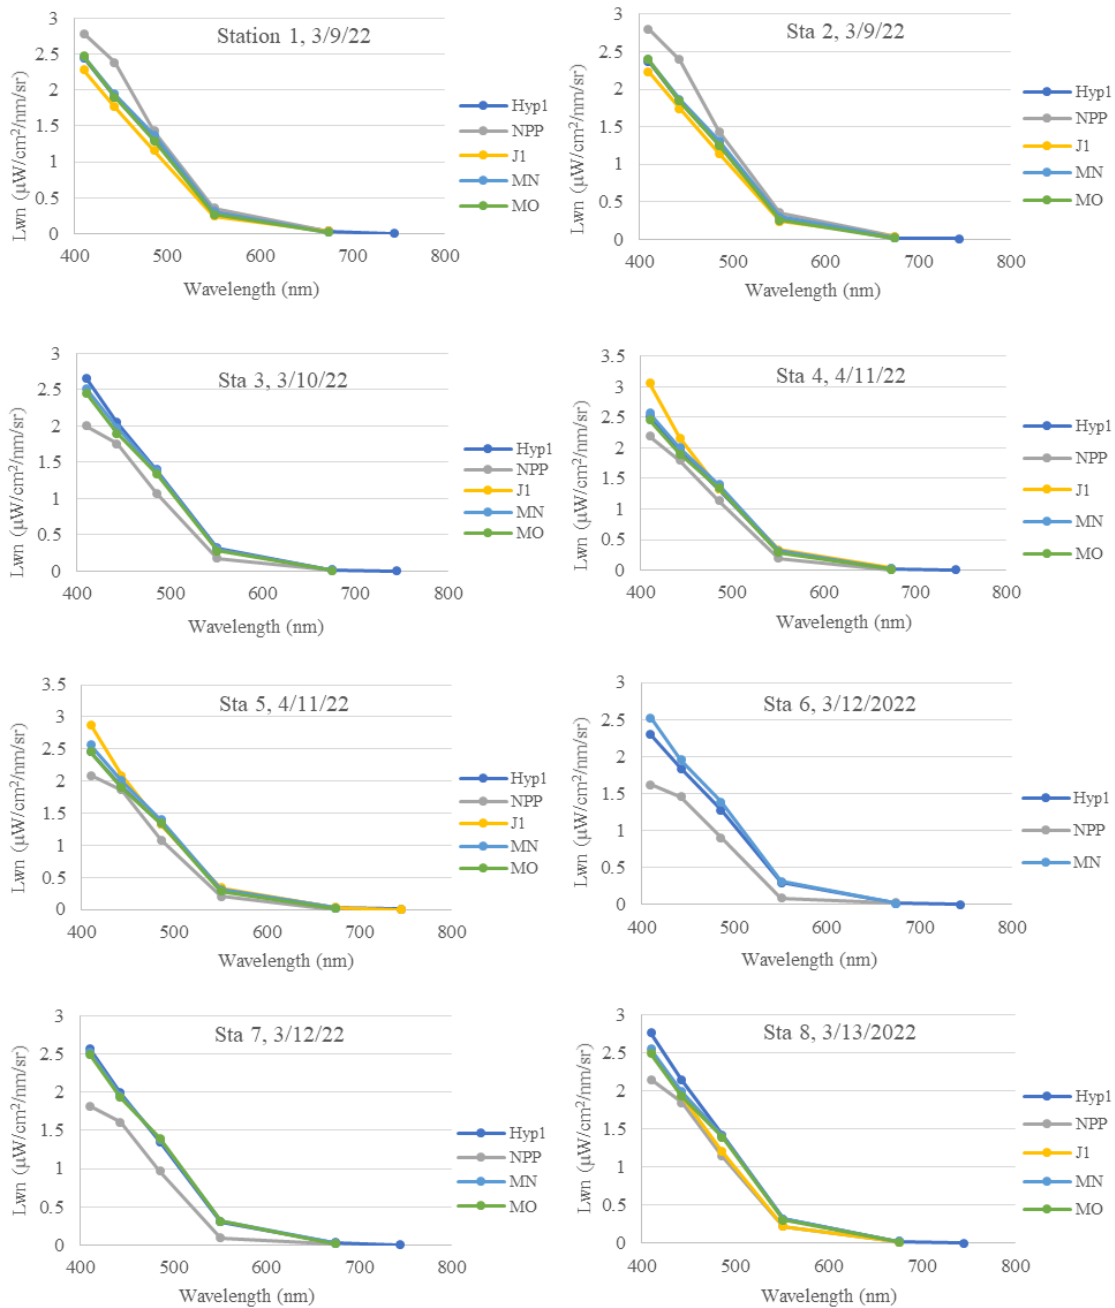 Station 1, 3/9/22
Lwn (µW/cm²/nm/sr)
3
2.5
2
1.5
1
0.5
0
400 500 600 700 800
Wavelength (nm)
Hyp1
NPP
J1
MN
MO
Sta 2, 3/9/22
Lwn (µW/cm²/nm/sr)
3
2.5
2
1.5
1
0.5
0
400 500 600 700 800
Wavelength (nm)
Hyp1
NPP
J1
MN
MO
Sta 3, 3/10/22
Lwn (µW/cm²/nm/sr)
3
2.5
2
1.5
1
0.5
0
400 500 600 700 800
Wavelength (nm)
Hyp1
NPP
J1
MN
MO
Sta 4, 4/11/22
Lwn (µW/cm²/nm/sr)
3.5
3
2.5
2
1.5
1
0.5
0
400 500 600 700 800
Wavelength (nm)
Hyp1
NPP
J1
MN
MO
Sta 5, 4/11/22
Lwn (µW/cm²/nm/sr)
3.5
3
2.5
2
1.5
1
0.5
0
400 500 600 700 800
Wavelength (nm)
Hyp1
NPP
J1
MN
MO
Sta 6, 3/12/2022
Lwn (µW/cm²/nm/sr)
3
2.5
2
1.5
1
0.5
0
400 500 600 700 800
Wavelength (nm)
Hyp1
NPP
MN
Sta 7, 3/12/22
Lwn (µW/cm²/nm/sr)
3
2.5
2
1.5
1
0.5
0
400 500 600 700 800
Wavelength (nm)
Hyp1
NPP
MN
MO
Sta 8, 3/13/2022
Lwn (µW/cm²/nm/sr)
3
2.5
2
1.5
1
0.5
0
400 500 600 700 800
Wavelength (nm)
Hyp1
NPP
J1
MN
MO